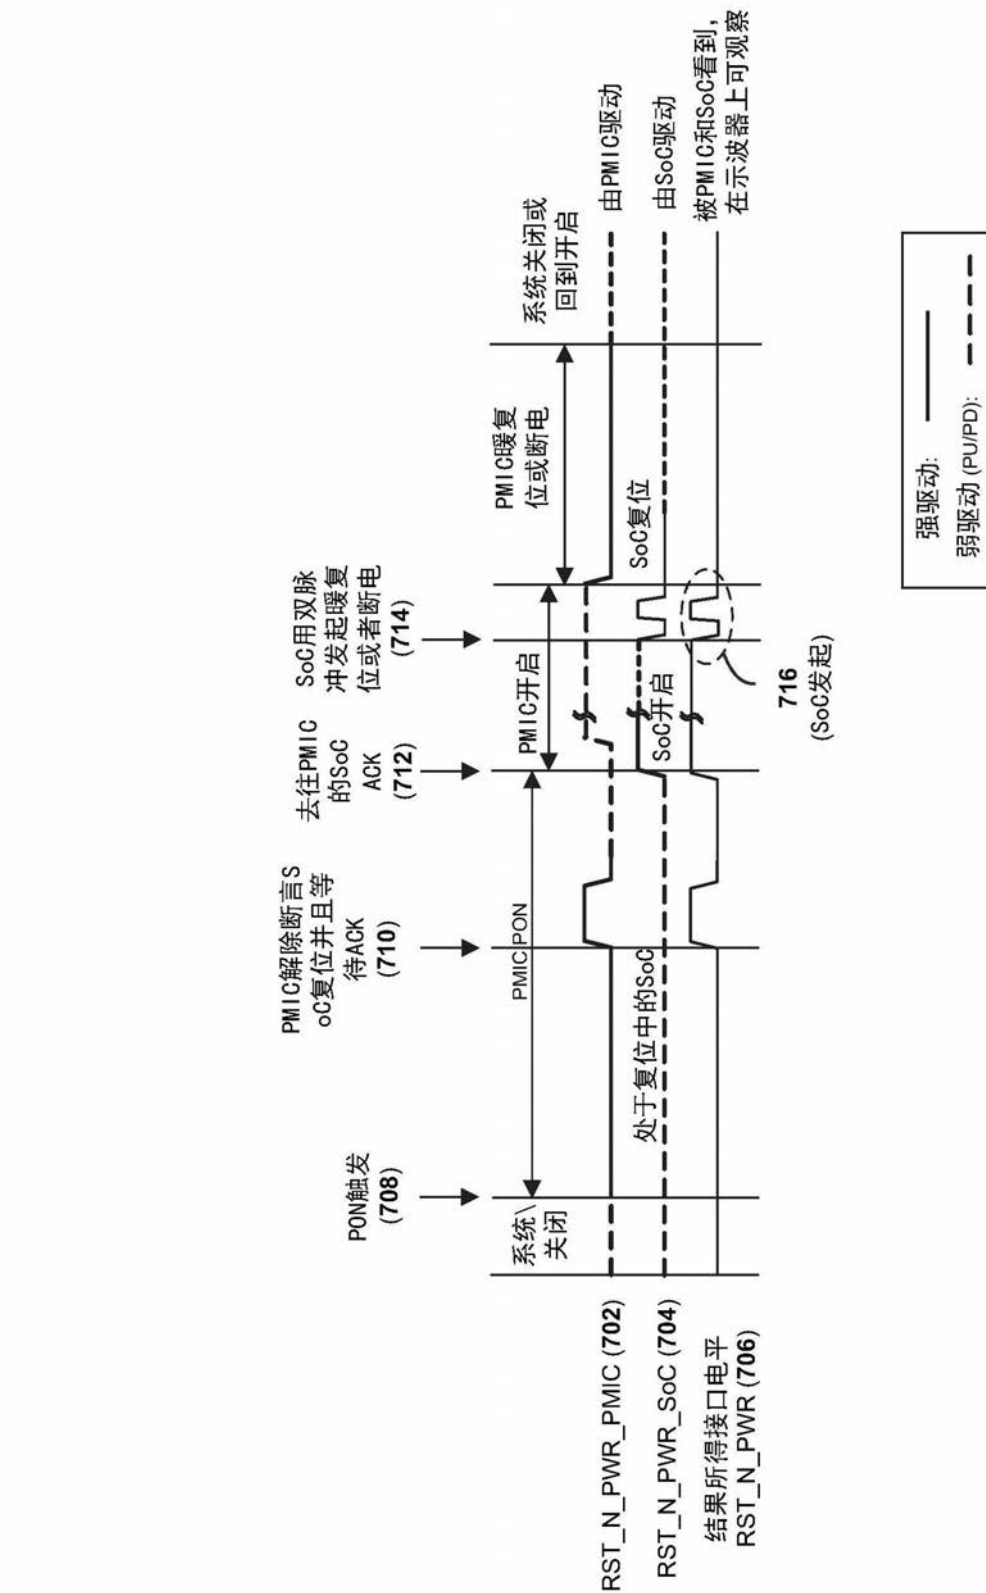 PON触发
(708)
PMIC解除断言S
oC复位并且等
待ACK
(710)
去往PMIC
的SoC
ACK
(712)
SoC用双脉
冲发起暖复
位或者断电
(714)
系统\
关闭
PMIC PON
PMIC开启
PMIC暖复
位或断电
系统关闭或
回到开启
RST_N_PWR_PMIC (702)
由PMIC驱动
处于复位中的SoC
SoC开启
SoC复位
RST_N_PWR_SoC (704)
由SoC驱动
结果所得接口电平
RST_N_PWR (706)
被PMIC和SoC看到,
在示波器上可观察
716
(SoC发起)
强驱动:
弱驱动 (PU/PD):